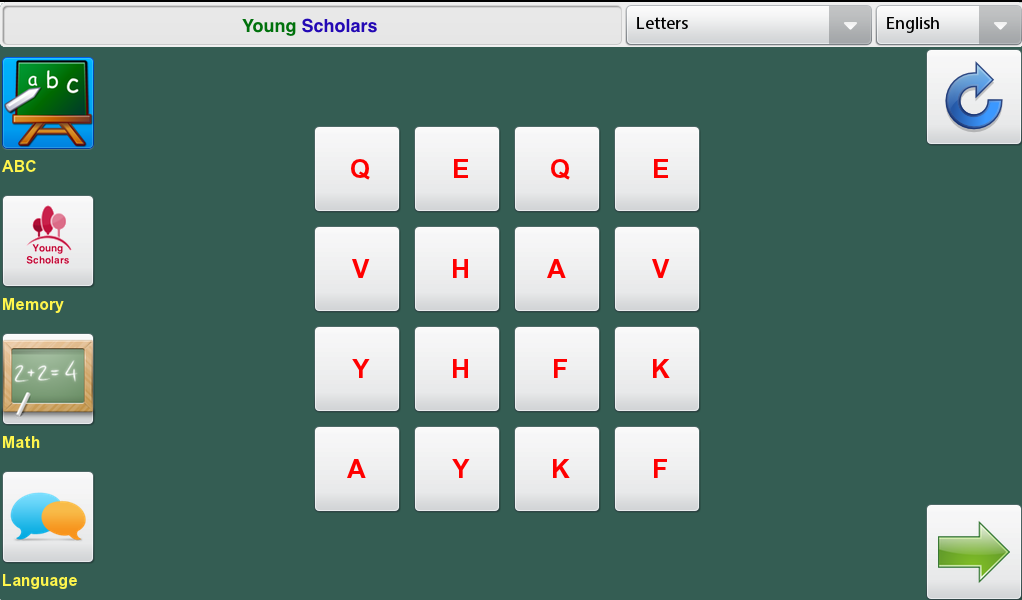 Young Scholars
Letters
English
a b c
ABC
Young
Scholars
Memory
2+2=4
Math
Language
Q E Q E
V H A V
Y H F K
A Y K F